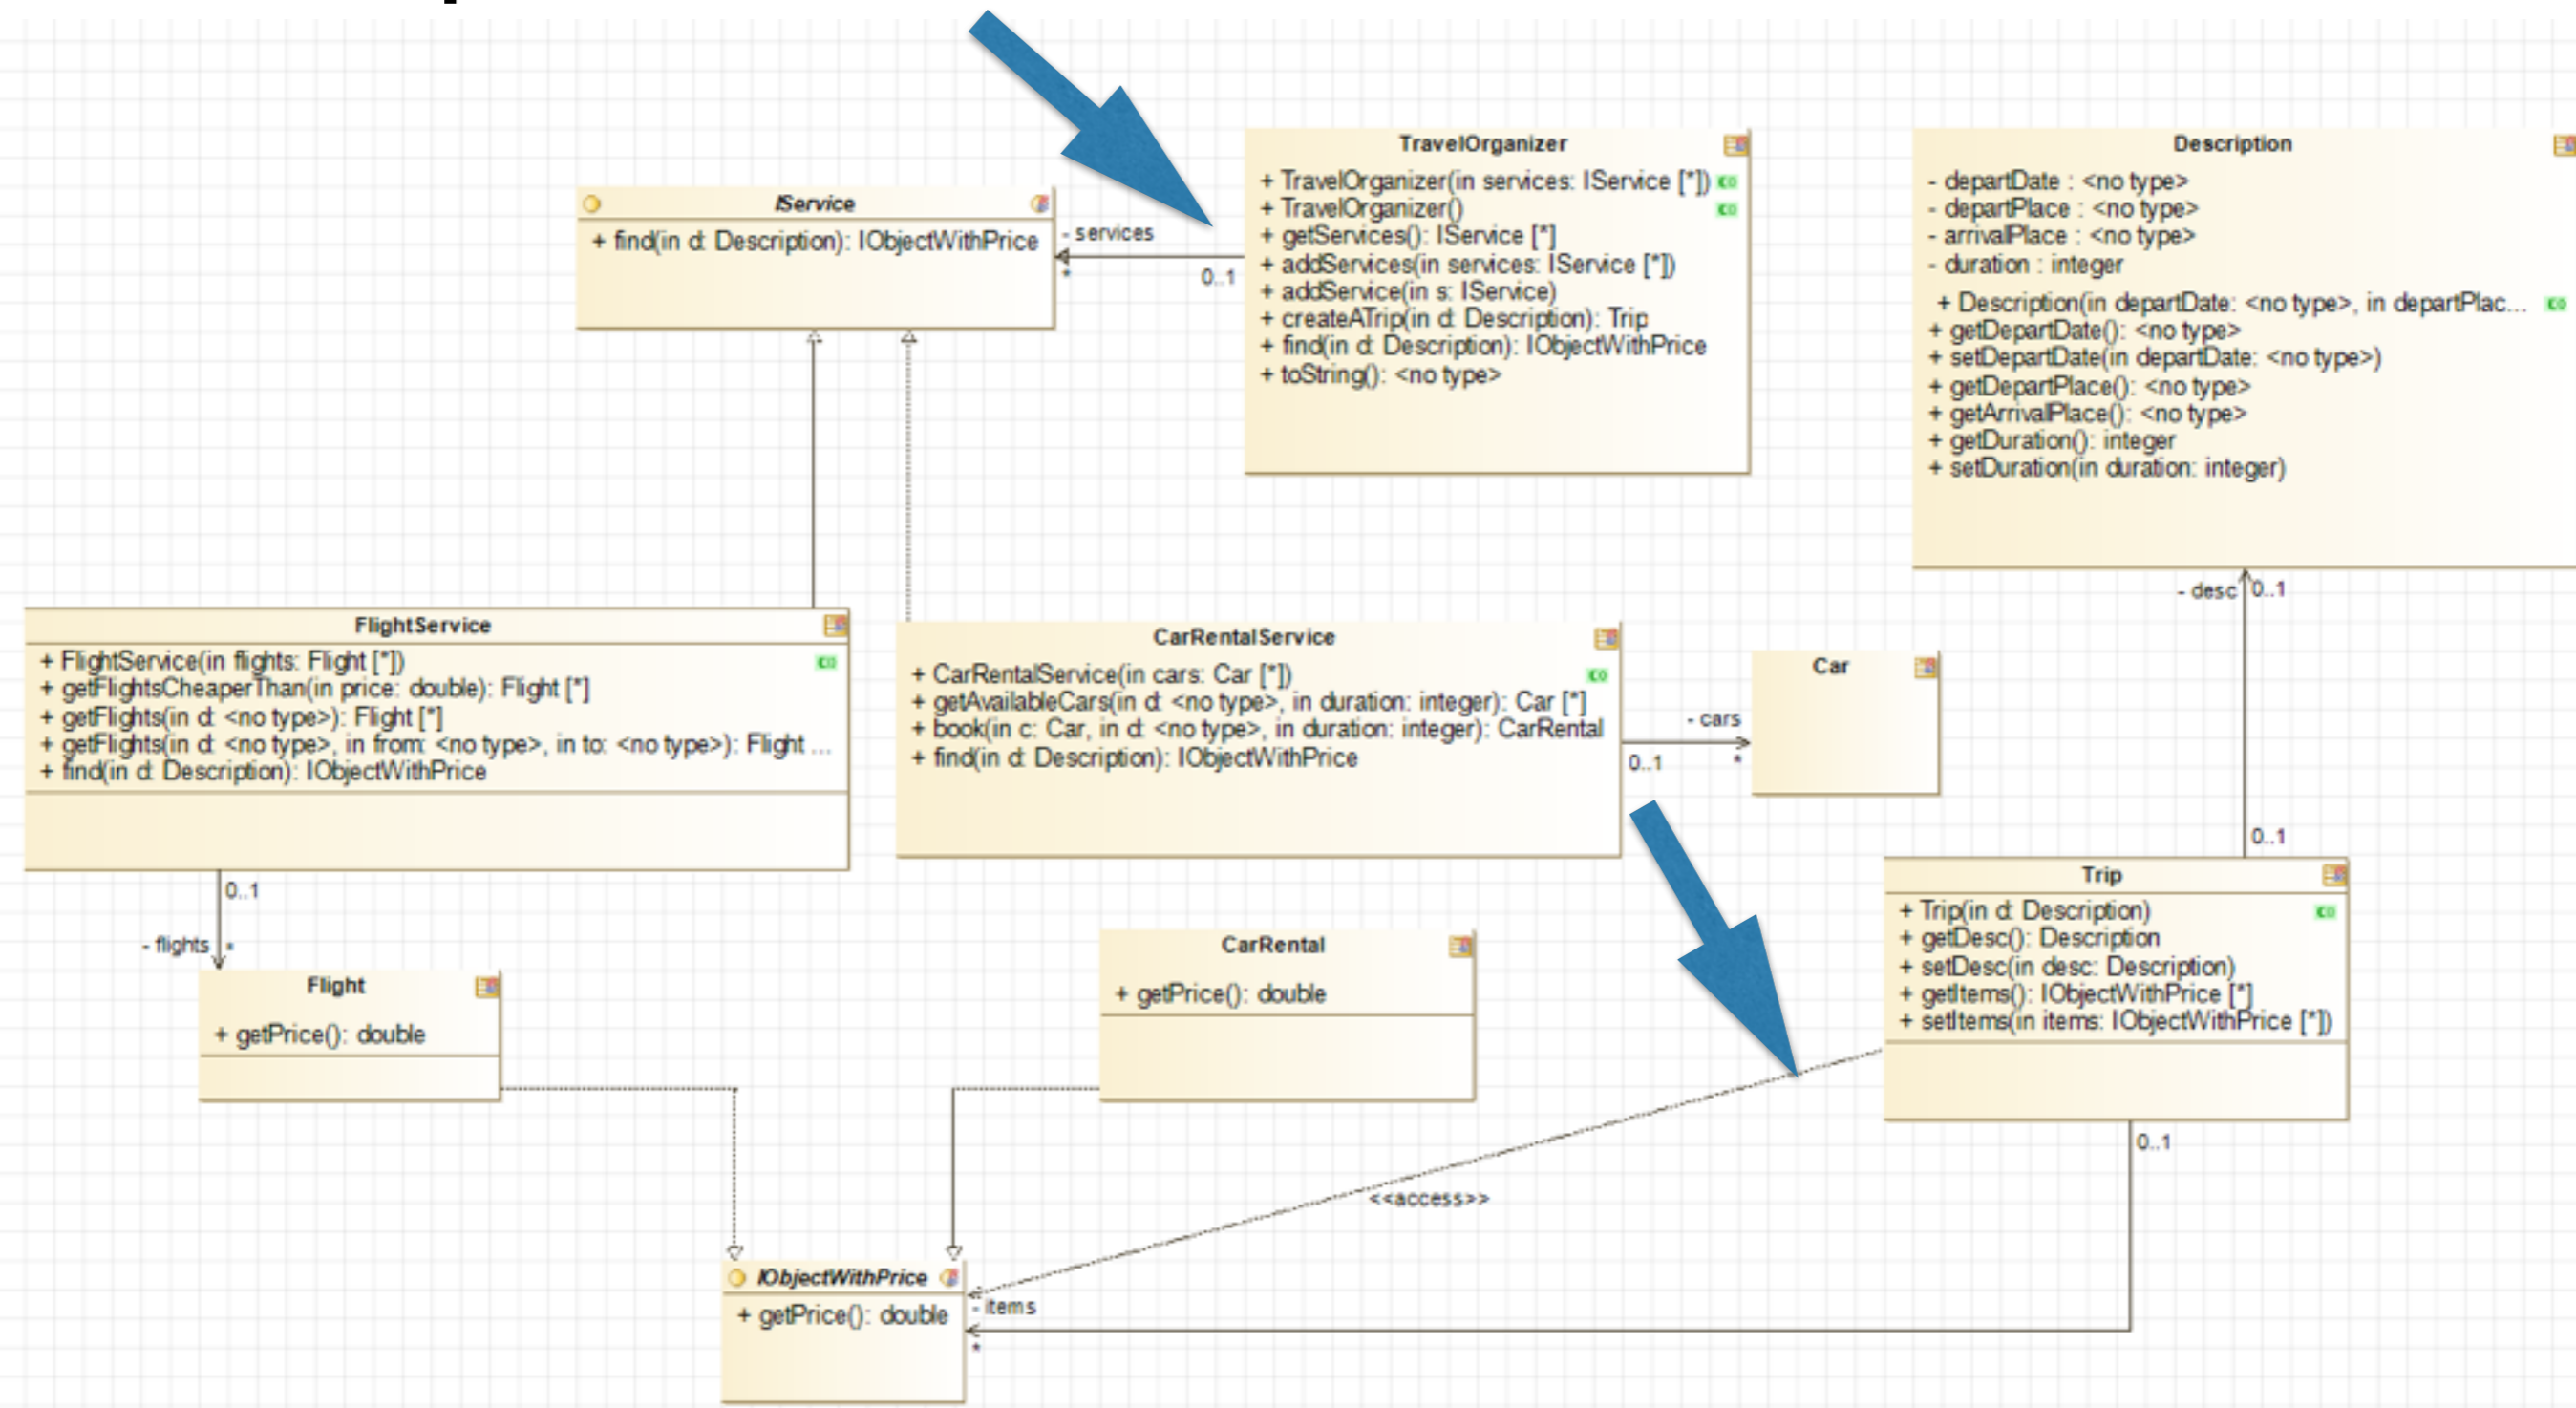 TravelOrganizer
+ TravelOrganizer(in services: IService [*])
+ TravelOrganizer()
+ getServices(): IService [*]
+ addServices(in services: IService [*])
+ addService(in s: IService)
+ createATrip(in d: Description): Trip
+ find(in d: Description): IObjectWithPrice
+ toString(): <no type>
Description
- departDate : <no type>
- departPlace : <no type>
- arrivalPlace : <no type>
- duration : integer
+ Description(in departDate: <no type>, in departPlac...
+ getDepartDate(): <no type>
+ setDepartDate(in departDate: <no type>)
+ getDepartPlace(): <no type>
+ getArrivalPlace(): <no type>
+ getDuration(): integer
+ setDuration(in duration: integer)
IService
+ find(in d: Description): IObjectWithPrice
- services
*
0..1
- desc
0..1
0..1
FlightService
+ FlightService(in flights: Flight [*])
+ getFlightsCheaperThan(in price: double): Flight [*]
+ getFlights(in d: <no type>): Flight [*]
+ getFlights(in d: <no type>, in from: <no type>, in to: <no type>): Flight ...
+ find(in d: Description): IObjectWithPrice
CarRentalService
+ CarRentalService(in cars: Car [*])
+ getAvailableCars(in d: <no type>, in duration: integer): Car [*]
+ book(in c: Car, in d: <no type>, in duration: integer): CarRental
+ find(in d: Description): IObjectWithPrice
- cars
0..1
*
Car
Trip
+ Trip(in d: Description)
+ getDesc(): Description
+ setDesc(in desc: Description)
+ getItems(): IObjectWithPrice [*]
+ setItems(in items: IObjectWithPrice [*])
0..1
0..1
- flights
*
Flight
+ getPrice(): double
CarRental
+ getPrice(): double
<<access>>
IObjectWithPrice
+ getPrice(): double
- items
*